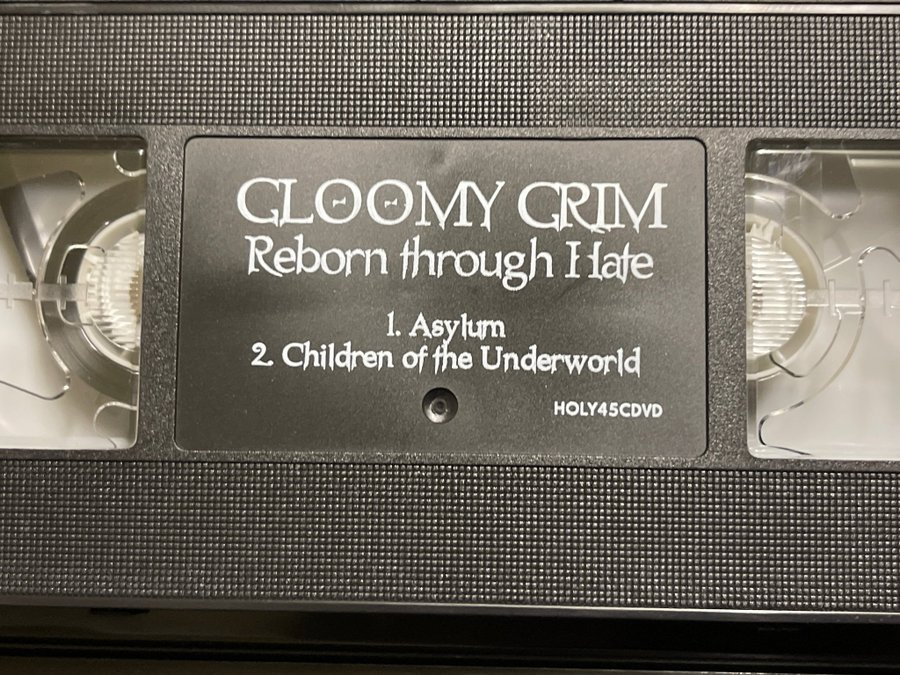 GLOOMY GRIM
Reborn through Hate
1. Asylum
2. Children of the Underworld
HOLY45CDVD